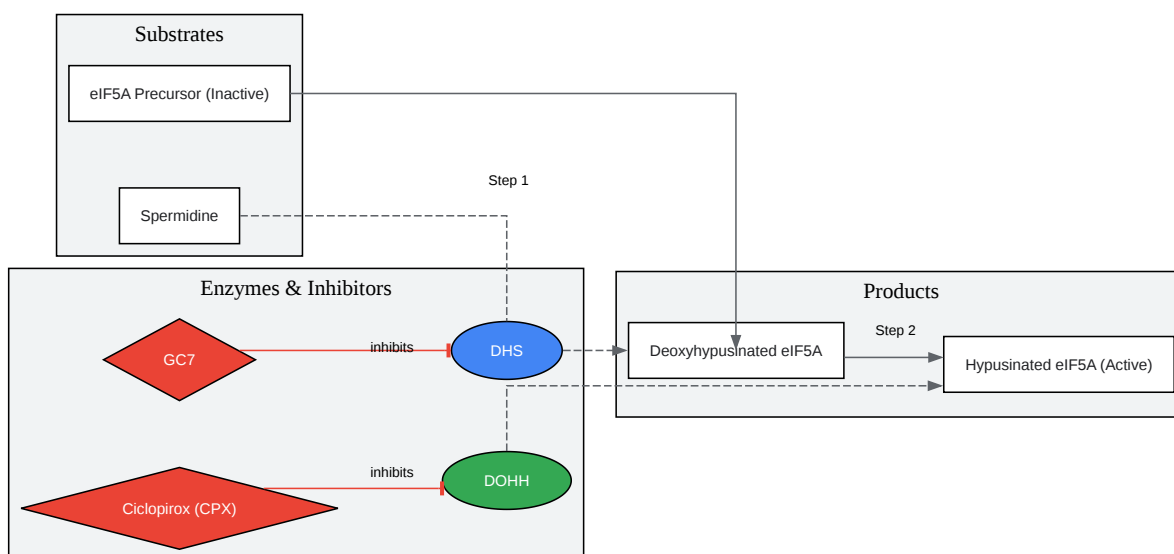 Substrates
eIF5A Precursor (Inactive)
Step 1
Spermidine
Enzymes & Inhibitors
Products
GC7
inhibits
DHS
Deoxyhypusinated eIF5A
Step 2
Hypusinated eIF5A (Active)
Ciclopirox (CPX)
inhibits
DOHH